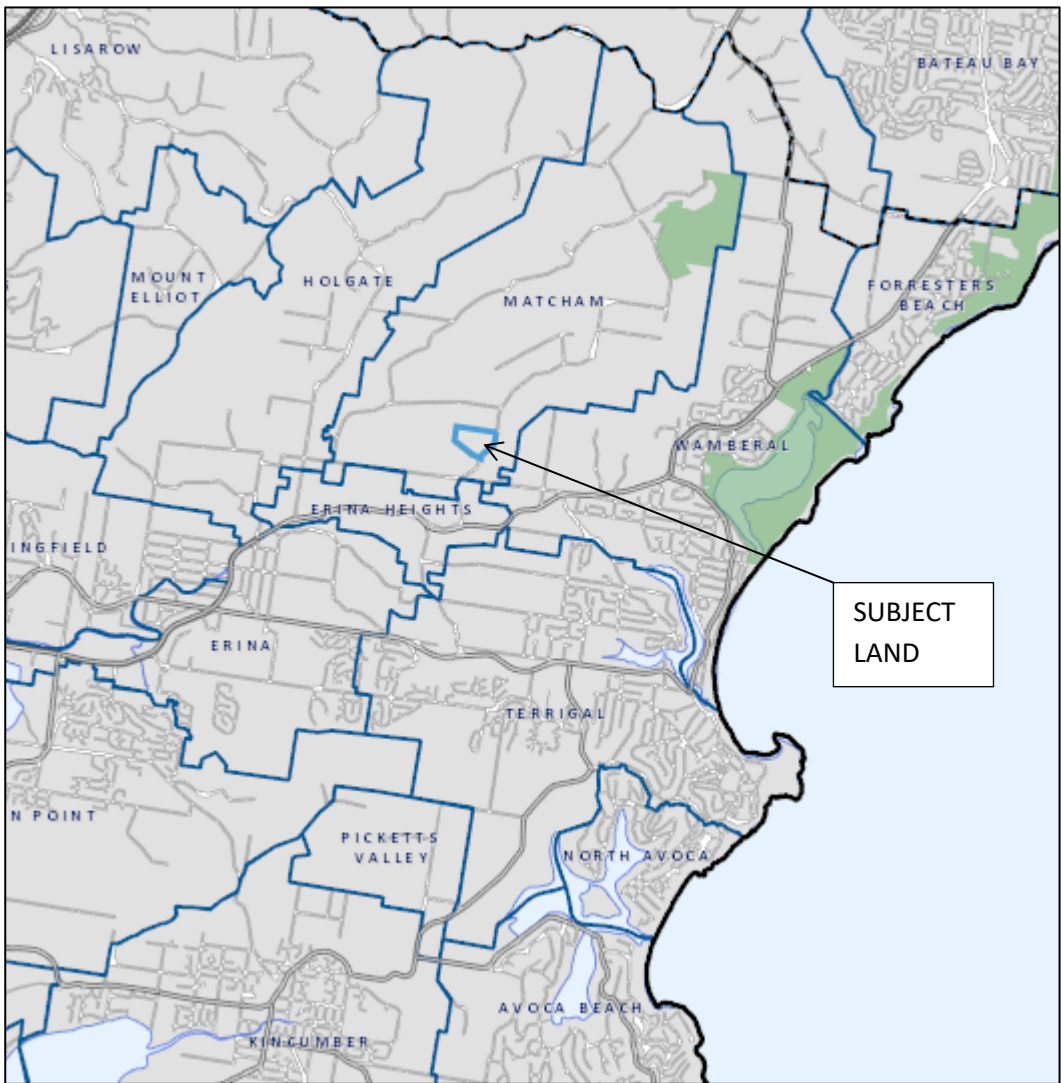 LISAROW
BATEAU BAY
MOUNT
ELLIOT
HOLGATE
MATCHAM
FORRESTERS
BEACH
WAMBERAL
ERINA HEIGHTS
INGFIELD
SUBJECT
LAND
ERINA
TERRIGAL
N POINT
PICKETTS
VALLEY
NORTH AVOCA
AVOCA BEACH
KINCUMBER